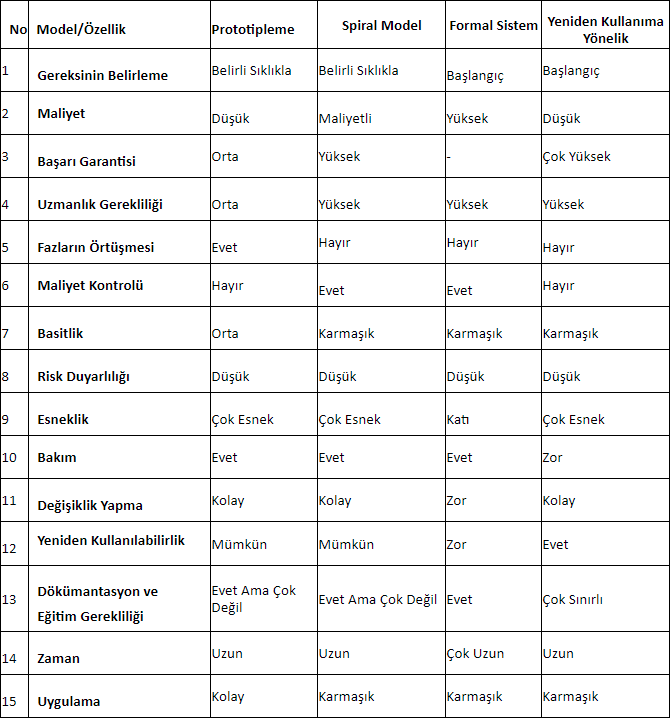 No Model/Özellik Prototipleme Spiral Model Formal Sistem Yeniden Kullanıma
Yönelik
1 Gereksinin Belirleme Belirli Sıklıkla Belirli Sıklıkla Başlangıç Başlangıç
2 Maliyet Düşük Maliyetli Yüksek Düşük
3 Başarı Garantisi Orta Yüksek - Çok Yüksek
4 Uzmanlık Gerekliliği Orta Yüksek Yüksek Yüksek
5 Fazların Örtüşmesi Evet Hayır Hayır Hayır
6 Maliyet Kontrolü Hayır Evet Evet Hayır
7 Basitlik Orta Karmaşık Karmaşık Karmaşık
8 Risk Duyarlılığı Düşük Düşük Düşük Düşük
9 Esneklik Çok Esnek Çok Esnek Katı Çok Esnek
10 Bakım Evet Evet Evet Zor
11 Değişiklik Yapma Kolay Kolay Zor Kolay
12 Yeniden Kullanılabilirlik Mümkün Mümkün Zor Evet
13 Dökümantasyon ve
Eğitim Gerekliliği Evet Ama Çok
Değil Evet Ama Çok Değil Evet Çok Sınırlı
14 Zaman Uzun Uzun Çok Uzun Uzun
15 Uygulama Kolay Karmaşık Karmaşık Karmaşık